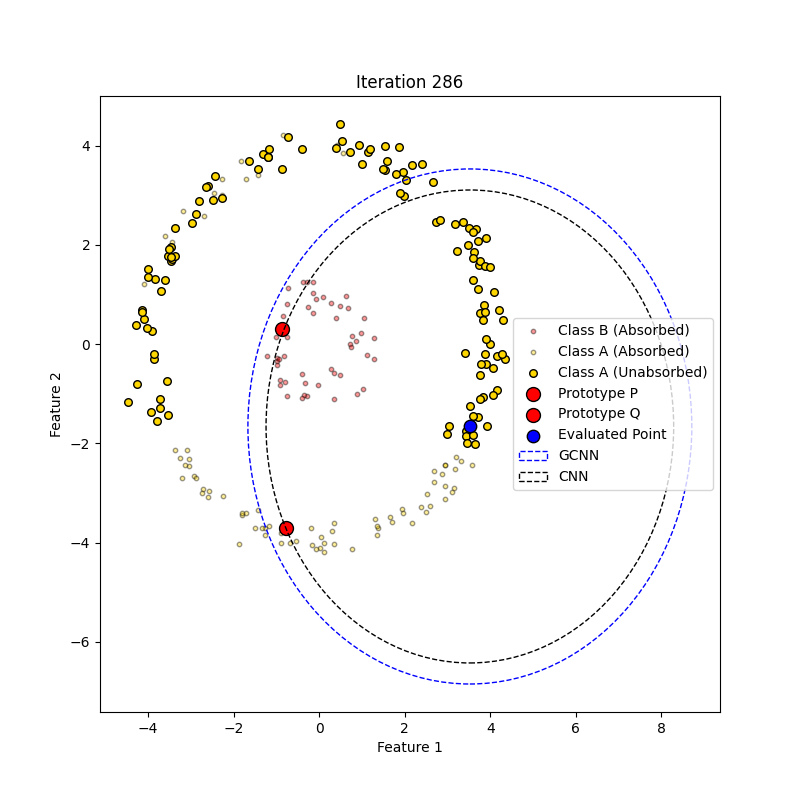 Iteration 286
Feature 2
4
2
0
−2
−4
−6
Class B (Absorbed)
Class A (Absorbed)
Class A (Unabsorbed)
Prototype P
Prototype Q
Evaluated Point
GCNN
CNN
−4 −2 0 2 4 6 8
Feature 1